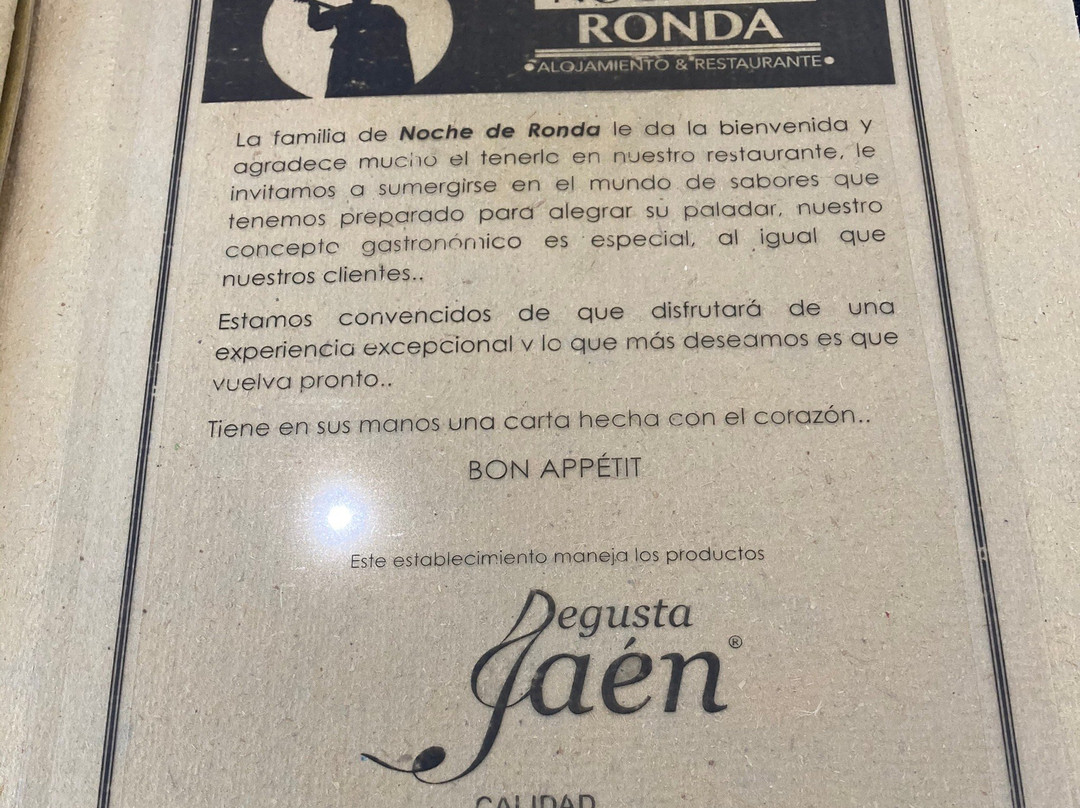 RONDA
•ALOJAMIENTO & RESTAURANTE•
La familia de Noche de Ronda le da la bienvenida y
agradece mucho el tenerlo en nuestro restaurante, le
invitamos a sumergirse en el mundo de sabores que
tenemos preparado para alegrar su paladar, nuestro
concepto gastronómico es especial, al igual que
nuestros clientes..
Estamos convencidos de que disfrutará de una
experiencia excepcional y lo que más deseamos es que
vuelva pronto..
Tiene en sus manos una carta hecha con el corazón..
BON APPÉTIT
Este establecimiento maneja los productos
Degusta
Jaén®
CALIDAD